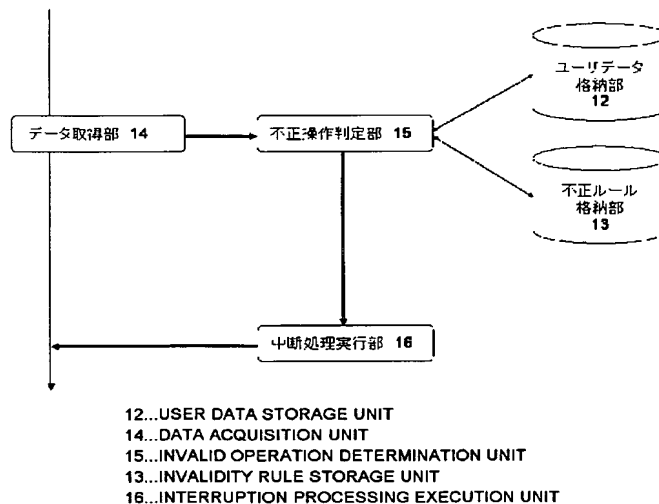 ユーザデータ
格納部
12
データ取得部 14
不正操作判定部 15
不正ルール
格納部
13
中断処理実行部 16
12...USER DATA STORAGE UNIT
14...DATA ACQUISITION UNIT
15...INVALID OPERATION DETERMINATION UNIT
13...INVALIDITY RULE STORAGE UNIT
16...INTERRUPTION PROCESSING EXECUTION UNIT